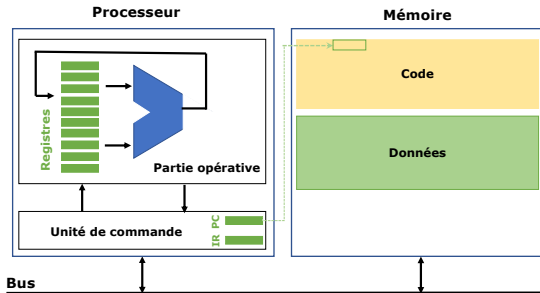 Processeur
Mémoire
Registres
Partie opérative
Code
Données
Unité de commande
PC
IR
Bus